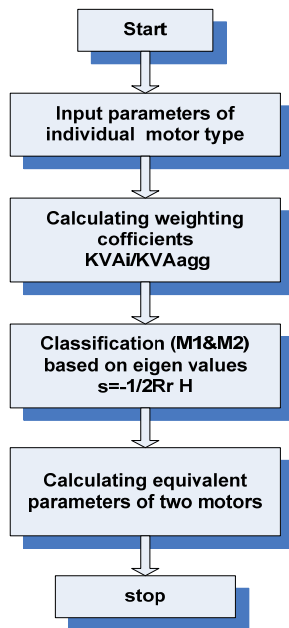 Start
Input parameters of
individual motor type
Calculating weighting
cofficients
KVAi/KVAagg
Classification (M1&M2)
based on eigen values
s=-1/2Rr H
Calculating equivalent
parameters of two motors
stop